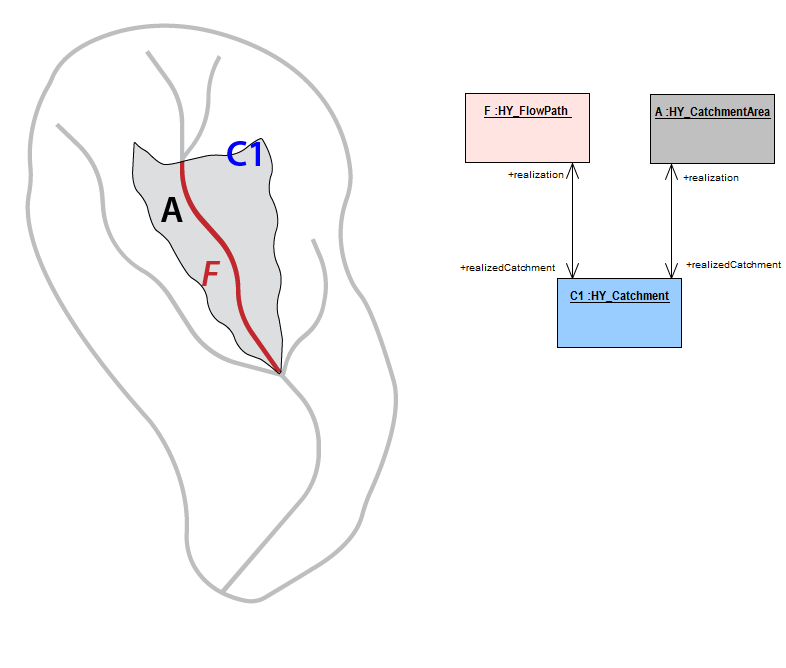 C1
A
F
F :HY_FlowPath
A :HY_CatchmentArea
+realization
+realization
+realizedCatchment
+realizedCatchment
C1 :HY_Catchment